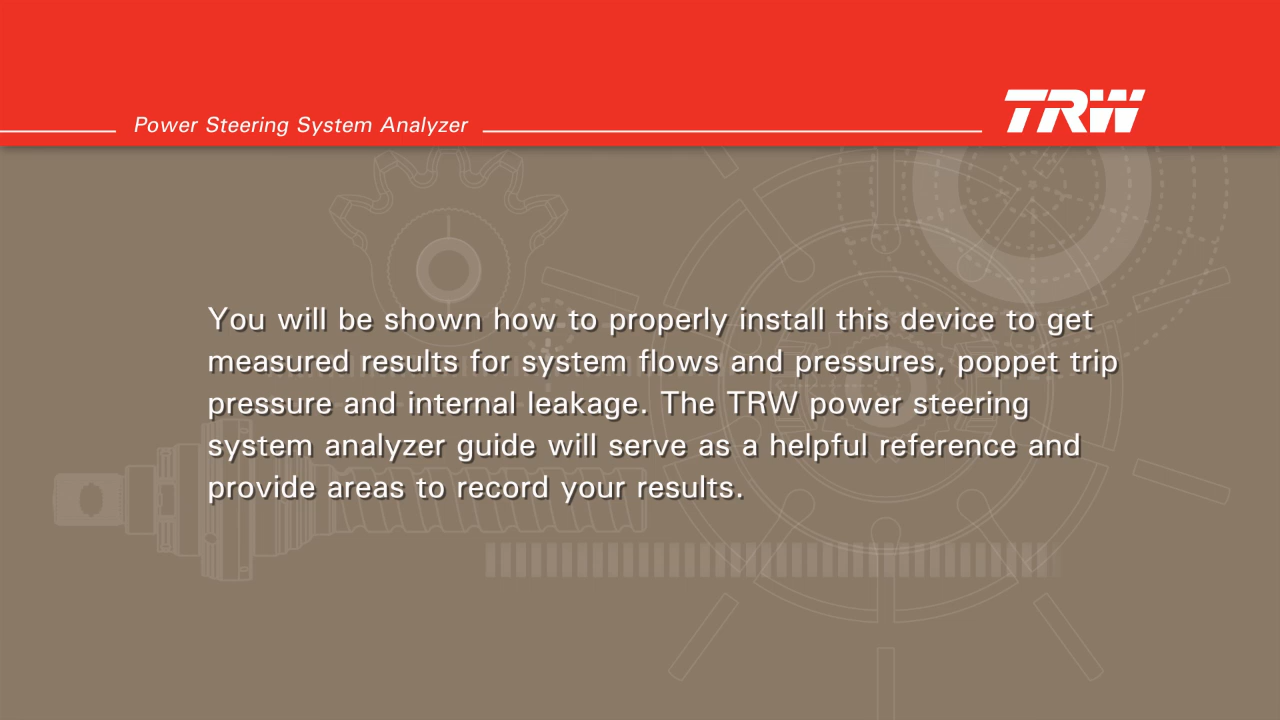 Power Steering System Analyzer
TRW
You will be shown how to properly install this device to get
measured results for system flows and pressures, poppet trip
pressure and internal leakage. The TRW power steering
system analyzer guide will serve as a helpful reference and
provide areas to record your results.